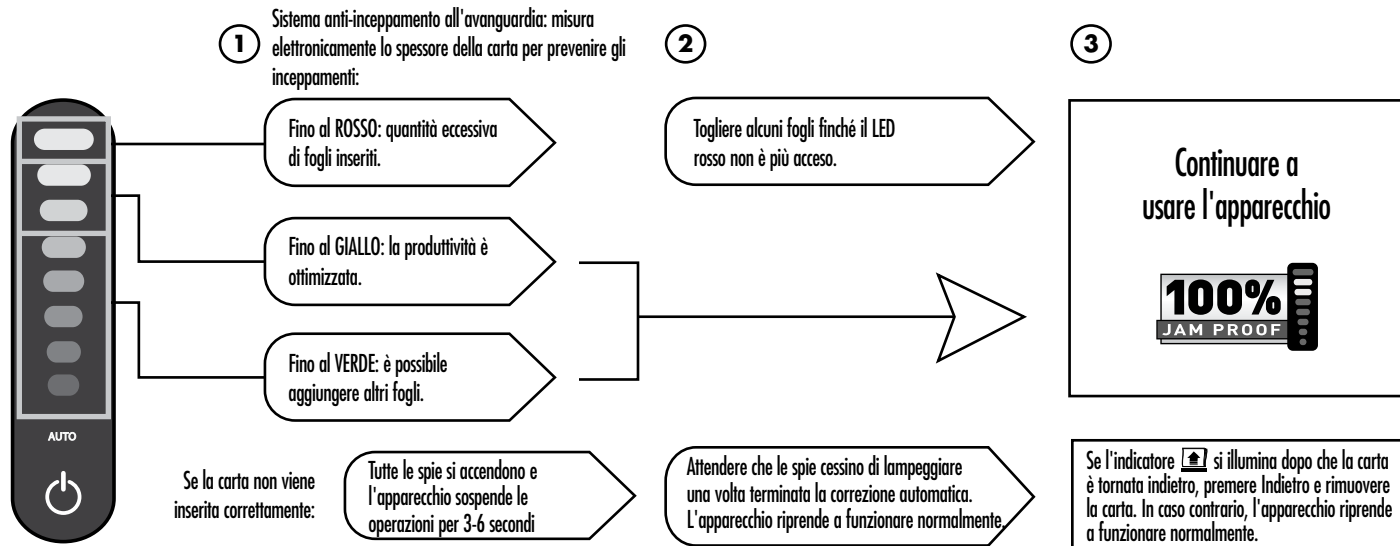 1
Sistema anti-inceppamento all'avanguardia: misura
elettronicamente lo spessore della carta per prevenire gli
inceppamenti:
2
3
Fino al ROSSO: quantità eccessiva
di fogli inseriti.
Togliere alcuni fogli finché il LED
rosso non è più acceso.
Continuare a
usare l'apparecchio
100%
JAM PROOF
Fino al GIALLO: la produttività è
ottimizzata.
Fino al VERDE: è possibile
aggiungere altri fogli.
AUTO
Se la carta non viene
inserita correttamente:
Tutte le spie si accendono e
l'apparecchio sospende le
operazioni per 3-6 secondi
Attendere che le spie cessino di lampeggiare
una volta terminata la correzione automatica.
L'apparecchio riprende a funzionare normalmente.
Se l'indicatore si illumina dopo che la carta
è tornata indietro, premere Indietro e rimuovere
la carta. In caso contrario, l'apparecchio riprende
a funzionare normalmente.